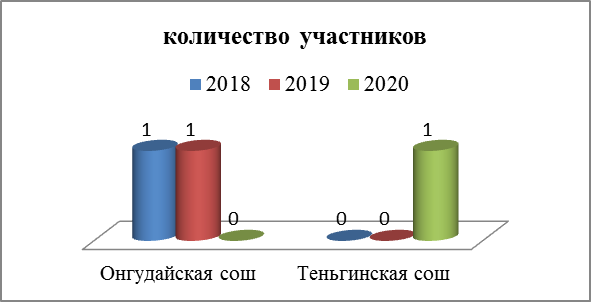 количество участников
2018 2019 2020
1 1 0 0 0 1
Онгудайская сош Теньгинская сош